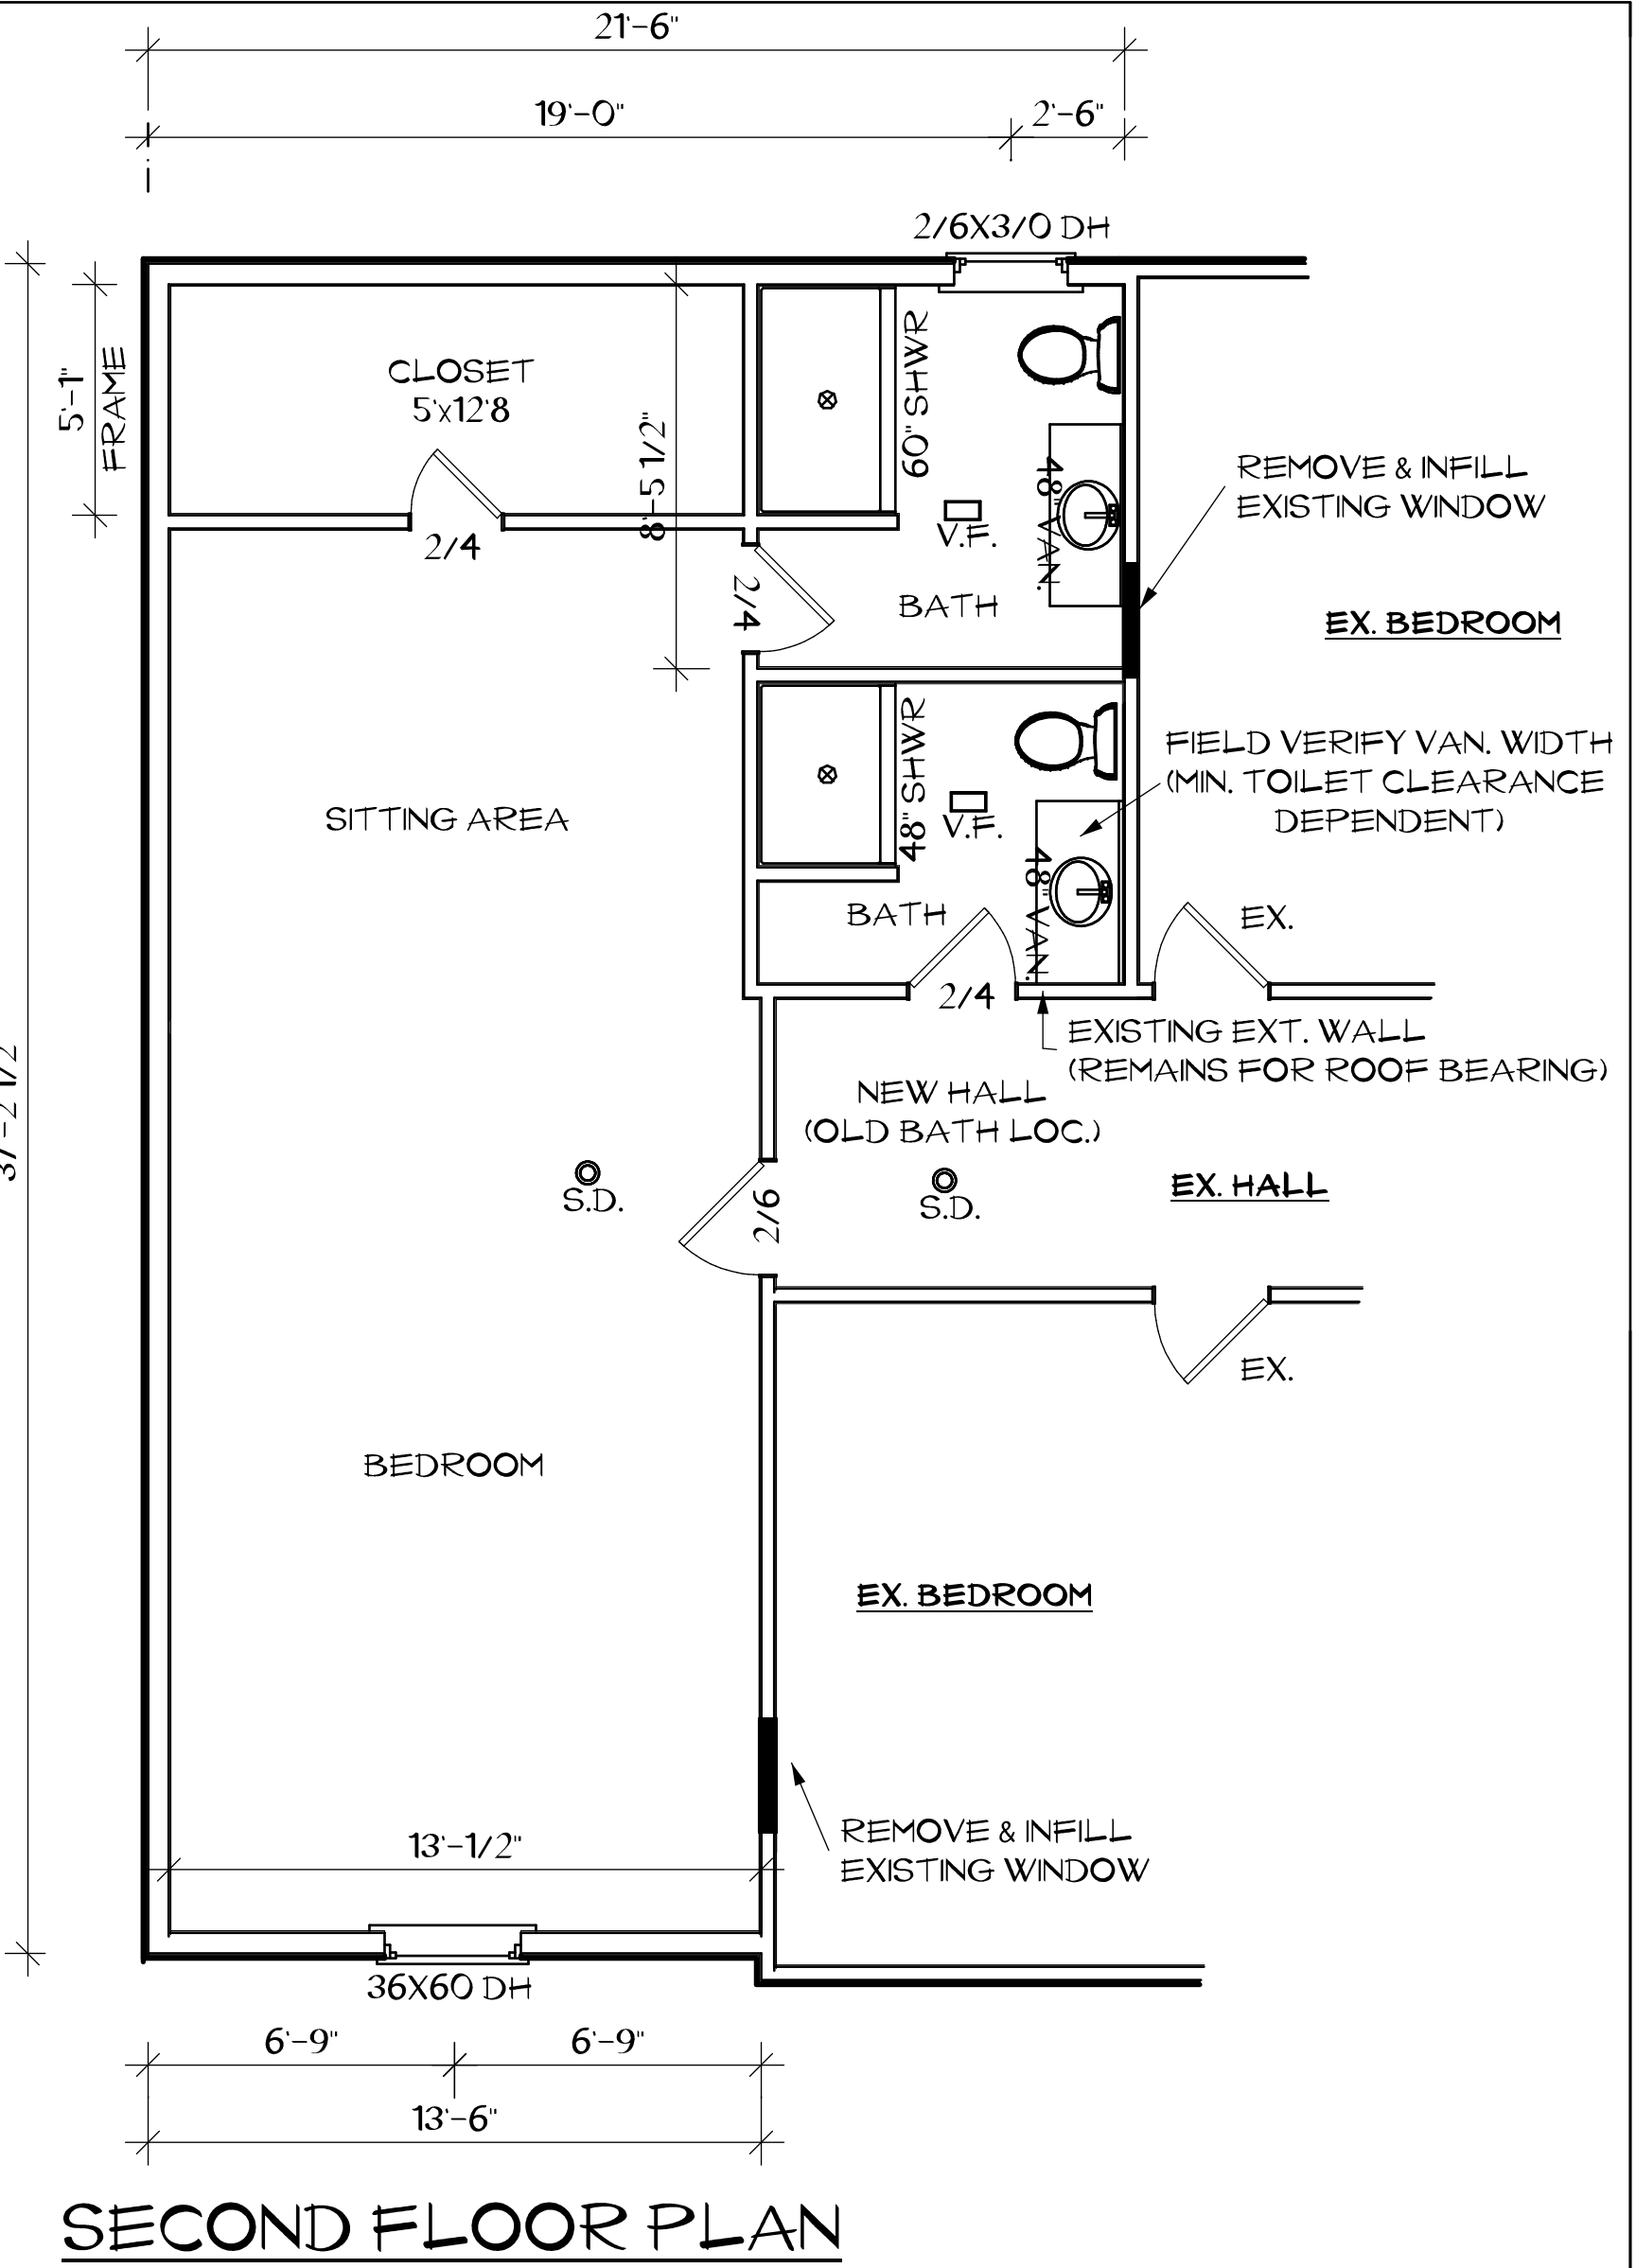 21'-6"
19'-0"
2'-6"
2/6X3/0 DH
5'-1"
FRAME
CLOSET
5'x12'8
8'-5 1/2"
60" SHWR
48" VAN.
V.F.
2/4
2/4
BATH
REMOVE & INFILL
EXISTING WINDOW
EX. BEDROOM
SITTING AREA
48" SHWR
V.F.
48" VAN.
BATH
2/4
FIELD VERIFY VAN. WIDTH
(MIN. TOILET CLEARANCE
DEPENDENT)
EX.
EXISTING EXT. WALL
(REMAINS FOR ROOF BEARING)
NEW HALL
(OLD BATH LOC.)
37'-2 1/2
S.D.
2/6
S.D.
EX. HALL
EX.
BEDROOM
EX. BEDROOM
13'-1/2"
REMOVE & INFILL
EXISTING WINDOW
36X60 DH
6'-9"
6'-9"
13'-6"
SECOND FLOOR PLAN